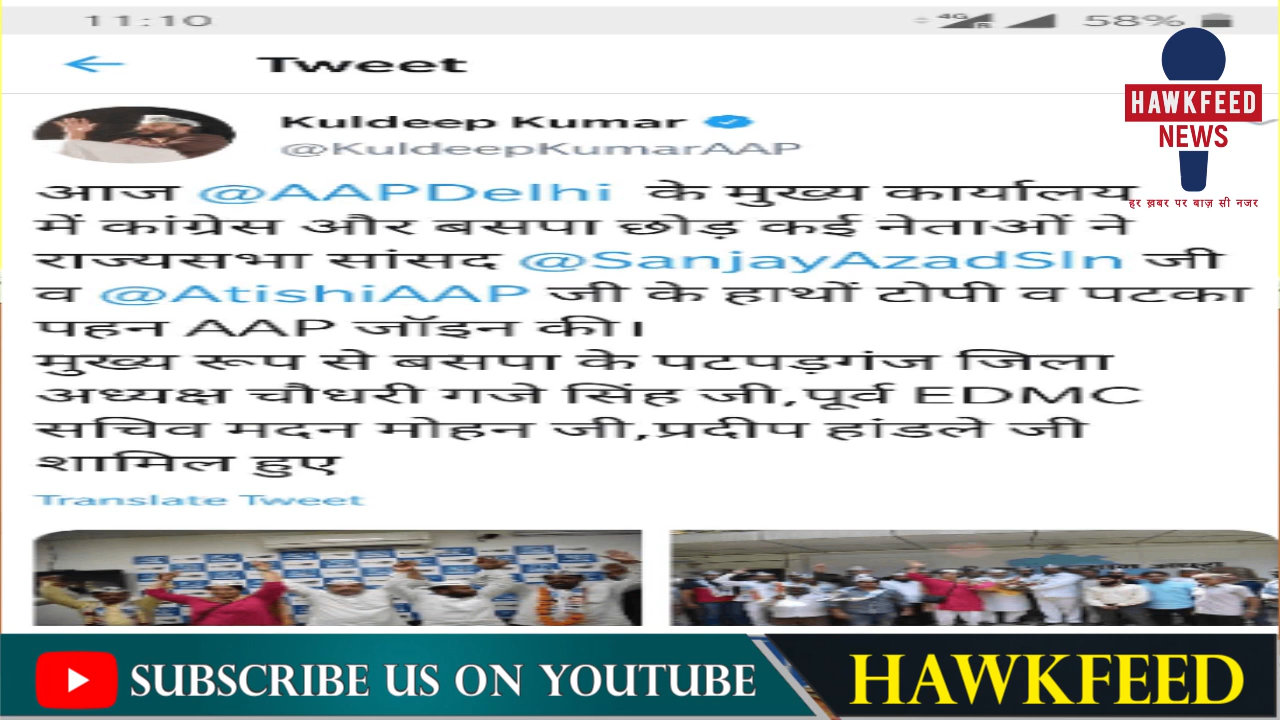 11:10
4G
R
58%
Tweet
Kuldeep Kumar
@KuldeepKumarAAP
आज @AAPDelhi के मुख्य कार्यालय
में कांग्रेस और बसपा छोड़ कई नेताओं ने
राज्यसभा सांसद @SanjayAzadSln जी
व @AtishiAAP जी के हाथों टोपी व पटका
पहन AAP जॉइन की।
मुख्य रूप से बसपा के पटपड़गंज जिला
अध्यक्ष चौधरी गजे सिंह जी,पूर्व EDMC
सचिव मदन मोहन जी,प्रदीप हांडले जी
शामिल हुए
Translate Tweet
HAWKFEED
NEWS
हर ख़बर पर बाज़ सी नजर
SUBSCRIBE US ON YOUTUBE
HAWKFEED